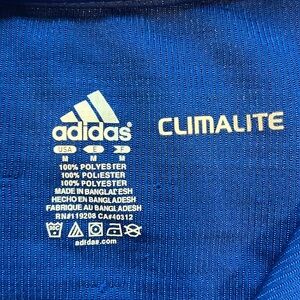 adidas
CLIMALITE
USA E F
M M M
100% POLYESTER
100% POLIESTER
100% POLYESTER
MADE IN BANGLADESH
HECHO EN BANGLADESH
FABRIQUE AU BANGLADESH
RN#119208 CA#40312
adidas.com